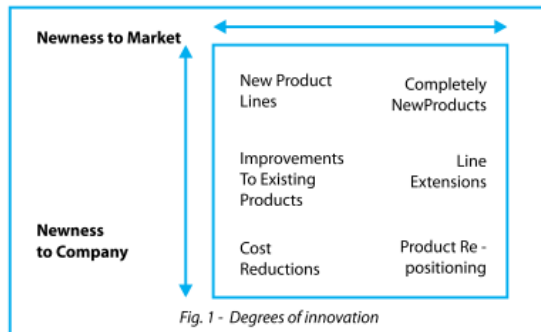 Newness to Market
New Product
Lines
Completely
NewProducts
Improvements
To Existing
Products
Line
Extensions
Newness
to Company
Cost
Reductions
Product Re -
positioning
Fig. 1 - Degrees of innovation